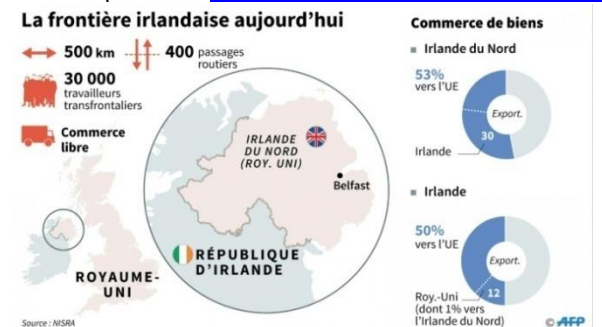 La frontière irlandaise aujourd'hui
500 km
400 passages
routiers
30 000
travailleurs
transfrontaliers
Commerce
libre
IRLANDE
DU NORD
(ROY. UNI)
Belfast
RÉPUBLIQUE
D'IRLANDE
ROYAUME-
UNI
Source : NISRA
Commerce de biens
Irlande du Nord
53%
vers l'UE
Export.
30
Irlande
Irlande
50%
vers l'UE
Export.
12
Roy.-Uni
(dont 1% vers
l'Irlande du Nord)
© AFP